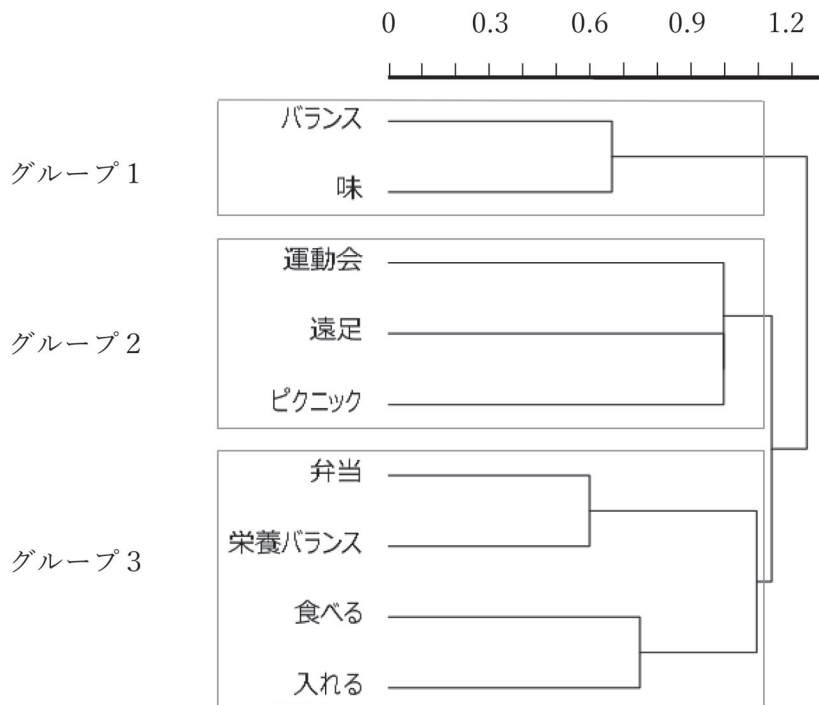 0 0.3 0.6 0.9 1.2
グループ1
バランス
味
グループ2
運動会
遠足
ピクニック
グループ3
弁当
栄養バランス
食べる
入れる